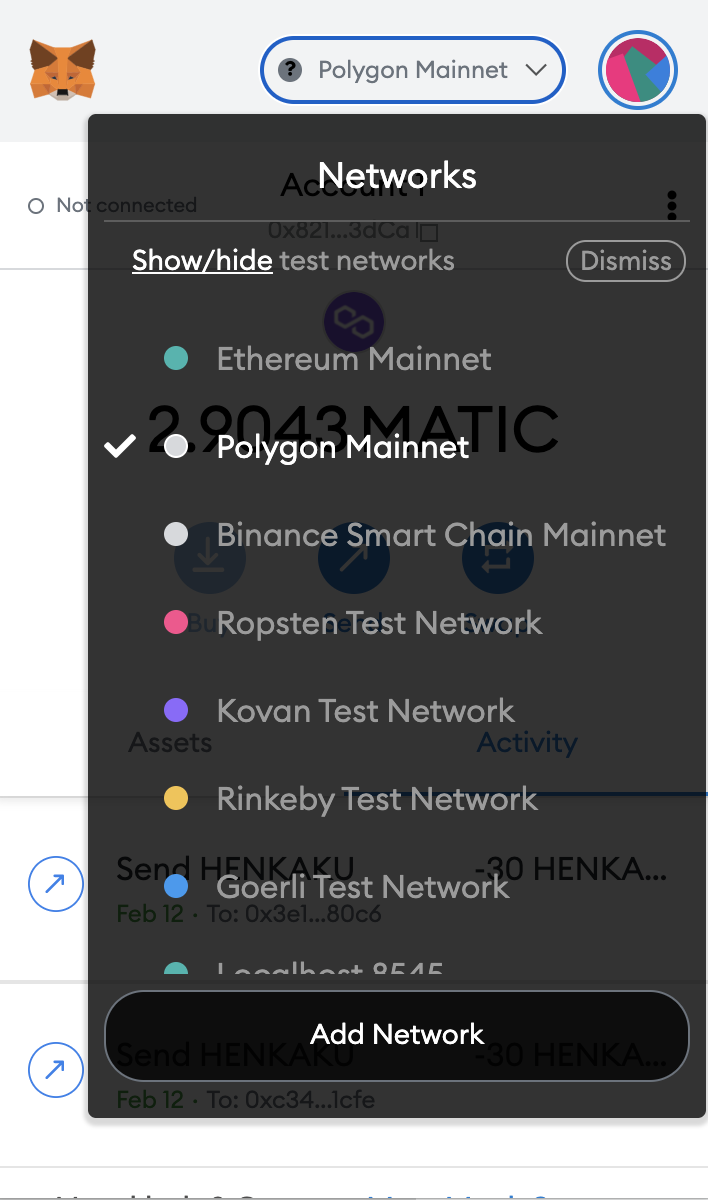 Polygon Mainnet
Networks
Account 1
Not connected
0x821...3dCa
Show/hide test networks
Dismiss
Ethereum Mainnet
2.9043 MATIC
Polygon Mainnet
Binance Smart Chain Mainnet
Buy
Send
Swap
Ropsten Test Network
Kovan Test Network
Assets
Activity
Rinkeby Test Network
Send HENKAKU
-30 HENKA...
Goerli Test Network
Feb 12 · To: 0x3e1...80c6
Localhost 8545
Add Network
Send HENKAKU
-30 HENKA...
Feb 12 · To: 0xc34...1cfe